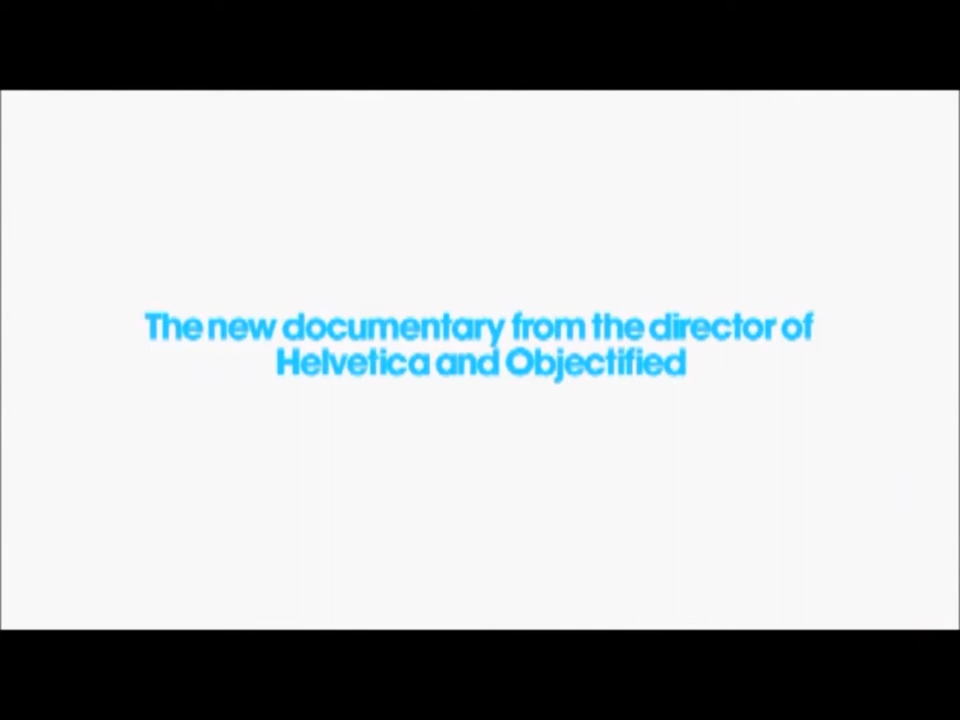 The new documentary from the director of
Helvetica and Objectified